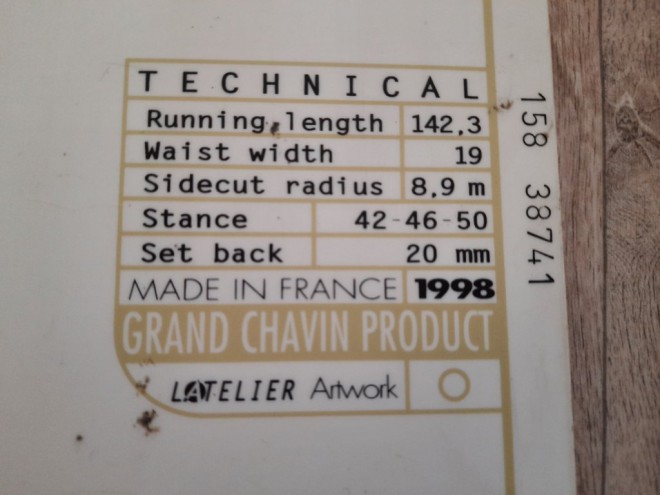 TECHNICAL
Running length 142,3
Waist width 19
Sidecut radius 8,9 m
Stance 42-46-50
Set back 20 mm
MADE IN FRANCE 1998
GRAND CHAVIN PRODUCT
LATELIER Artwork
158 38741